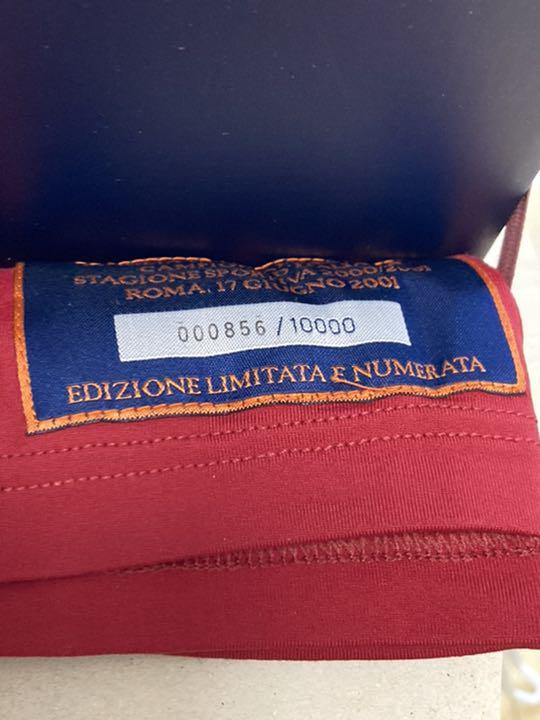 STAGIONE SPORTIVA 2000/2001
ROMA, 17 GIUGNO 2001
000856 / 10000
EDIZIONE LIMITATA E NUMERATA